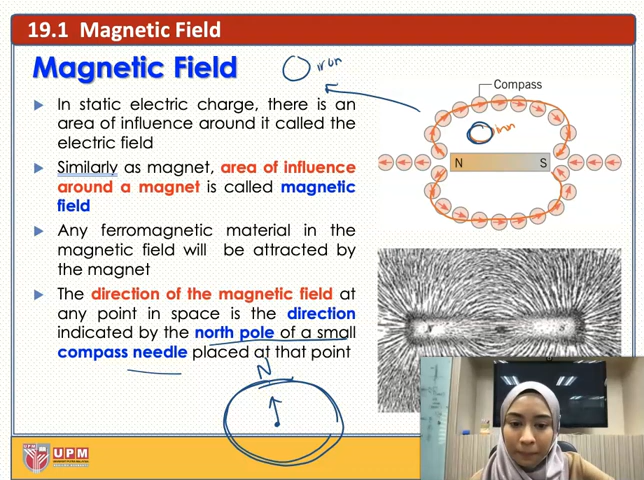 19.1 Magnetic Field
Magnetic Field
iron
In static electric charge, there is an
area of influence around it called the
electric field
Similarly as magnet, area of influence
around a magnet is called magnetic
field
Any ferromagnetic material in the
magnetic field will be attracted by
the magnet
The direction of the magnetic field at
any point in space is the direction
indicated by the north pole of a small
compass needle placed at that point
N
Compass
iron
N S
UPM